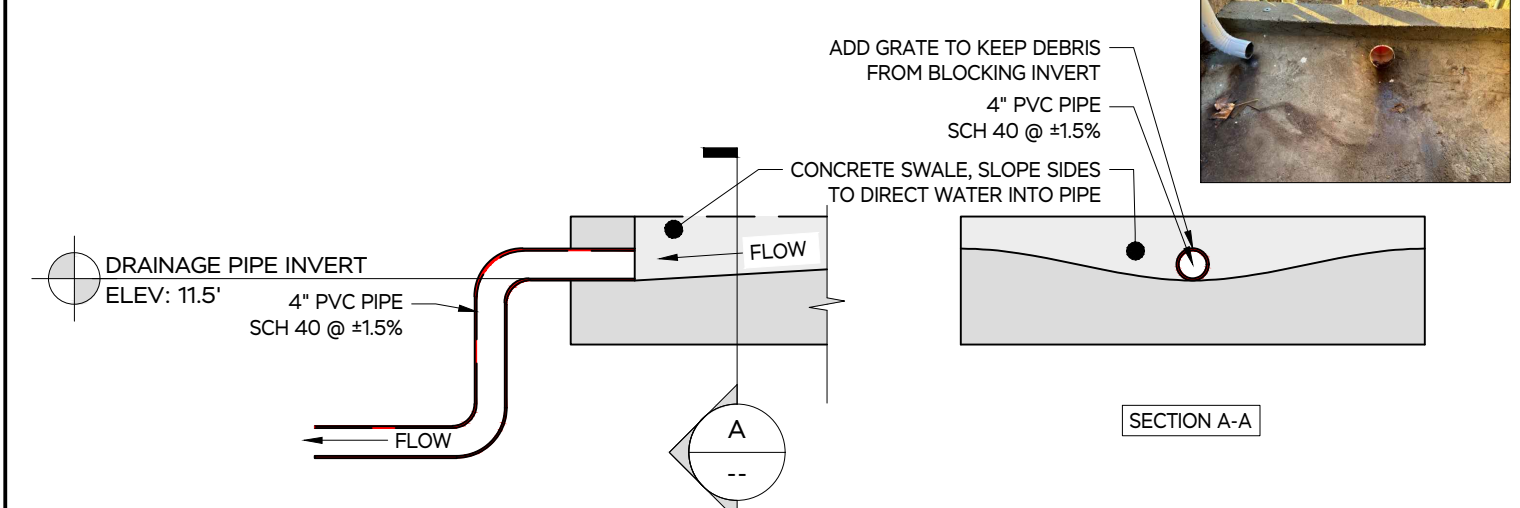 ADD GRATE TO KEEP DEBRIS
FROM BLOCKING INVERT
4" PVC PIPE
SCH 40 @ ±1.5%
CONCRETE SWALE, SLOPE SIDES
TO DIRECT WATER INTO PIPE
FLOW
DRAINAGE PIPE INVERT
ELEV: 11.5'
4" PVC PIPE
SCH 40 @ ±1.5%
FLOW
A
--
SECTION A-A